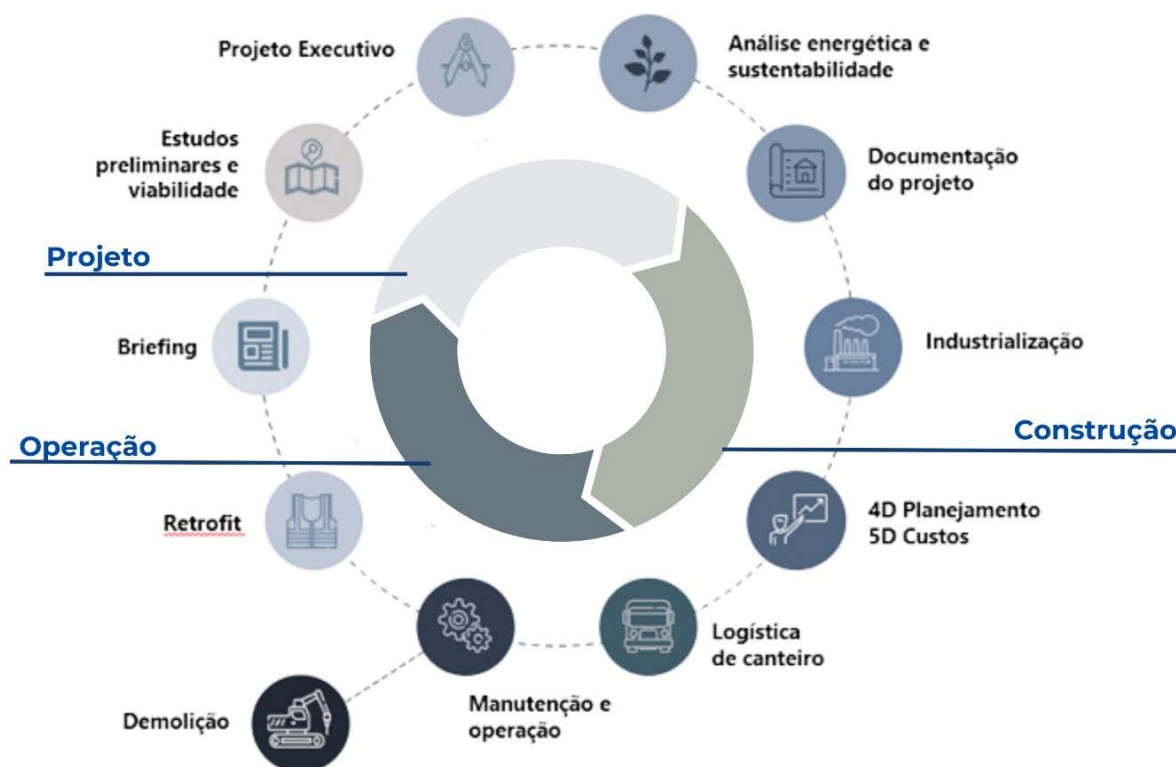 Projeto Executivo
Análise energética e
sustentabilidade
Estudos
preliminares e
viabilidade
Documentação
do projeto
Projeto
Briefing
Industrialização
Operação
Construção
Retrofit
4D Planejamento
5D Custos
Logística
de canteiro
Manutenção e
operação
Demolição